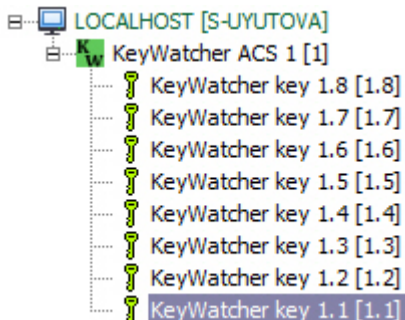 LOCALHOST [S-UYUTOVA]
KW KeyWatcher ACS 1 [1]
KeyWatcher key 1.8 [1.8]
KeyWatcher key 1.7 [1.7]
KeyWatcher key 1.6 [1.6]
KeyWatcher key 1.5 [1.5]
KeyWatcher key 1.4 [1.4]
KeyWatcher key 1.3 [1.3]
KeyWatcher key 1.2 [1.2]
KeyWatcher key 1.1 [1.1]